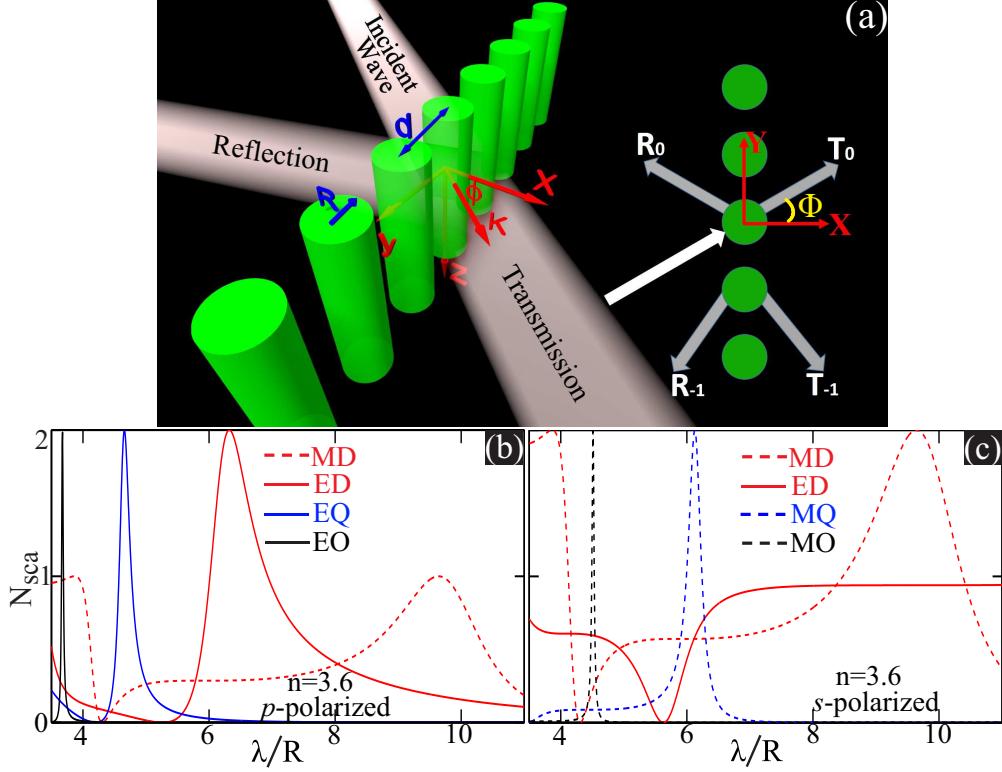 (a)
Incident
Wave
Reflection
d
R
y
z
ϕ
k
X
Transmission
R₀
T₀
Y
Φ
X
R₋₁
T₋₁
(b)
2
1
0
N_sca
MD
ED
EQ
EO
n=3.6
p-polarized
4 6 8 10
λ/R
(c)
MD
ED
MQ
MO
n=3.6
s-polarized
4 6 8 10
λ/R